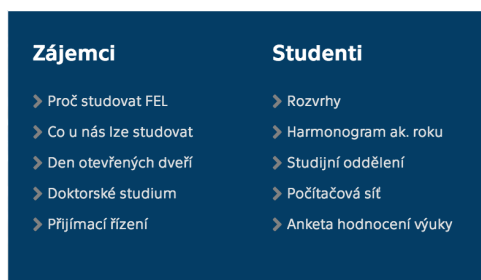 Zájemci
Proč studovat FEL
Co u nás lze studovat
Den otevřených dveří
Doktorské studium
Přijímací řízení
Studenti
Rozvrhy
Harmonogram ak. roku
Studijní oddělení
Počítačová síť
Anketa hodnocení výuky